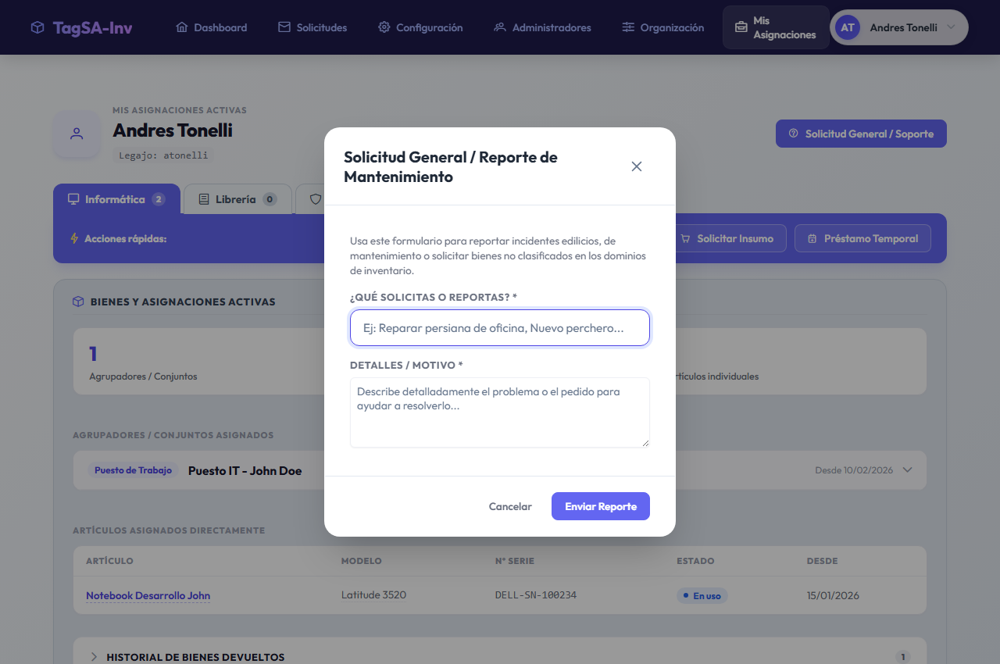 TagSA-Inv
Dashboard
Solicitudes
Configuración
Administradores
Organización
Mis
Asignaciones
AT
Andres Tonelli
MIS ASIGNACIONES ACTIVAS
Andres Tonelli
Legajo: atonelli
Solicitud General / Soporte
Informática 2
Librería 0
Acciones rápidas:
Solicitar Insumo
Préstamo Temporal
Solicitud General / Reporte de
Mantenimiento
Usa este formulario para reportar incidentes edilicios, de
mantenimiento o solicitar bienes no clasificados en los dominios
de inventario.
¿QUÉ SOLICITAS O REPORTAS? *
Ej: Reparar persiana de oficina, Nuevo perchero...
DETALLES / MOTIVO *
Describe detalladamente el problema o el pedido para
ayudar a resolverlo...
Cancelar
Enviar Reporte
BIENES Y ASIGNACIONES ACTIVAS
1
Agrupadores / Conjuntos
individuales
AGRUPADORES / CONJUNTOS ASIGNADOS
Puesto de Trabajo
Puesto IT - John Doe
Desde 10/02/2026
ARTÍCULOS ASIGNADOS DIRECTAMENTE
ARTÍCULO MODELO N° SERIE ESTADO DESDE
Notebook Desarrollo John Latitude 3520 DELL-SN-100234 En uso 15/01/2026
HISTORIAL DE BIENES DEVUELTOS 1